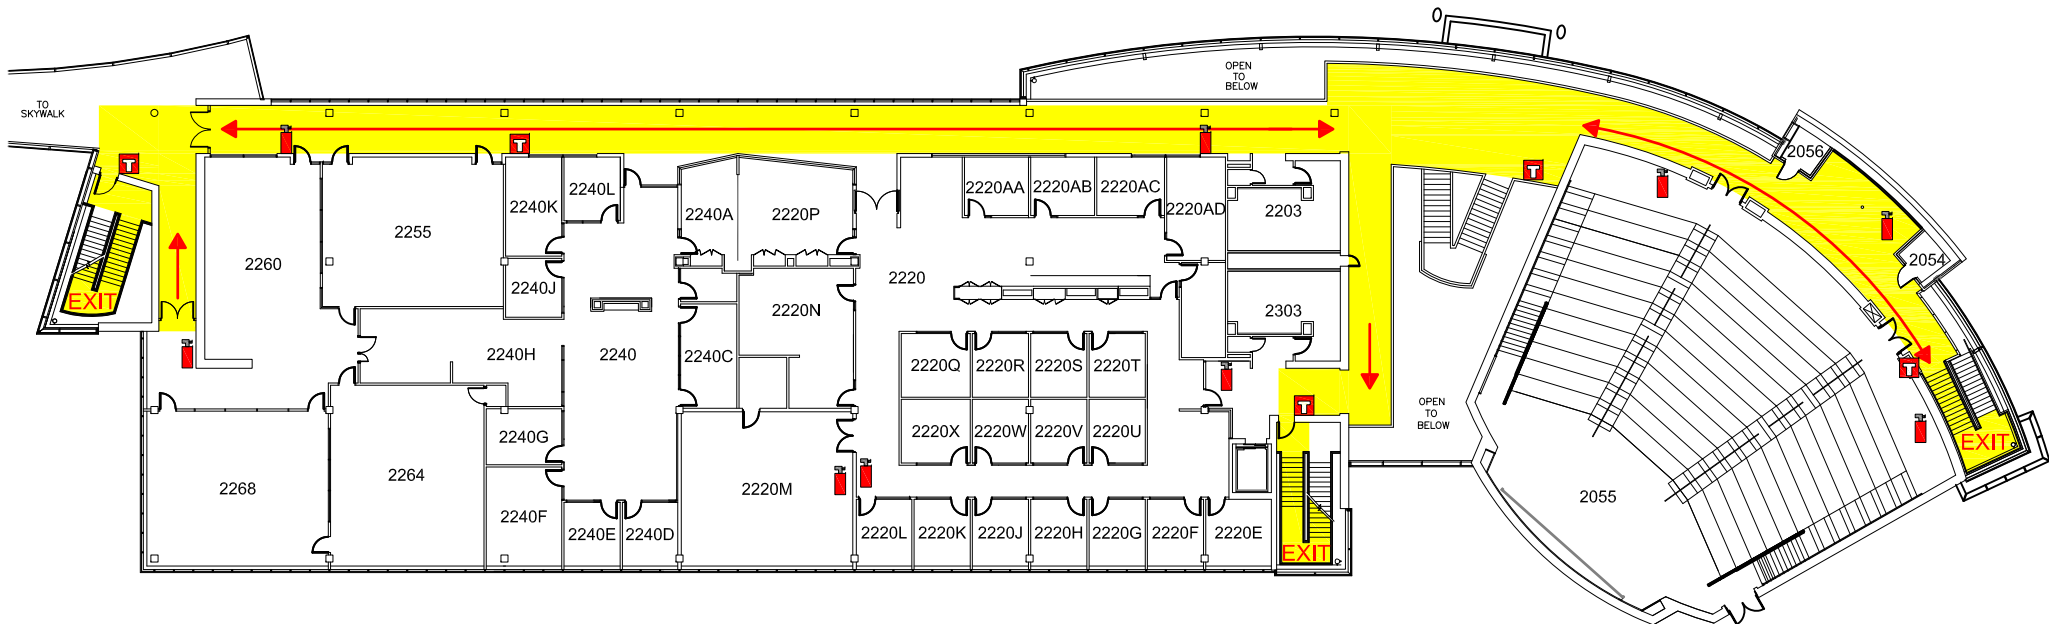 TO
SKYWALK
OPEN
TO
BELOW
2056
2054
2240L
2240K
2240A
2220P
2220AA
2220AB
2220AC
2220AD
2203
2255
2260
2220
2240J
2220N
2303
EXIT
2240H
2240
2240C
2220Q
2220R
2220S
2220T
OPEN
TO
BELOW
2240G
2220X
2220W
2220V
2220U
EXIT
2268
2264
2220M
2055
2240F
2240E
2240D
2220L
2220K
2220J
2220H
2220G
2220F
2220E
EXIT